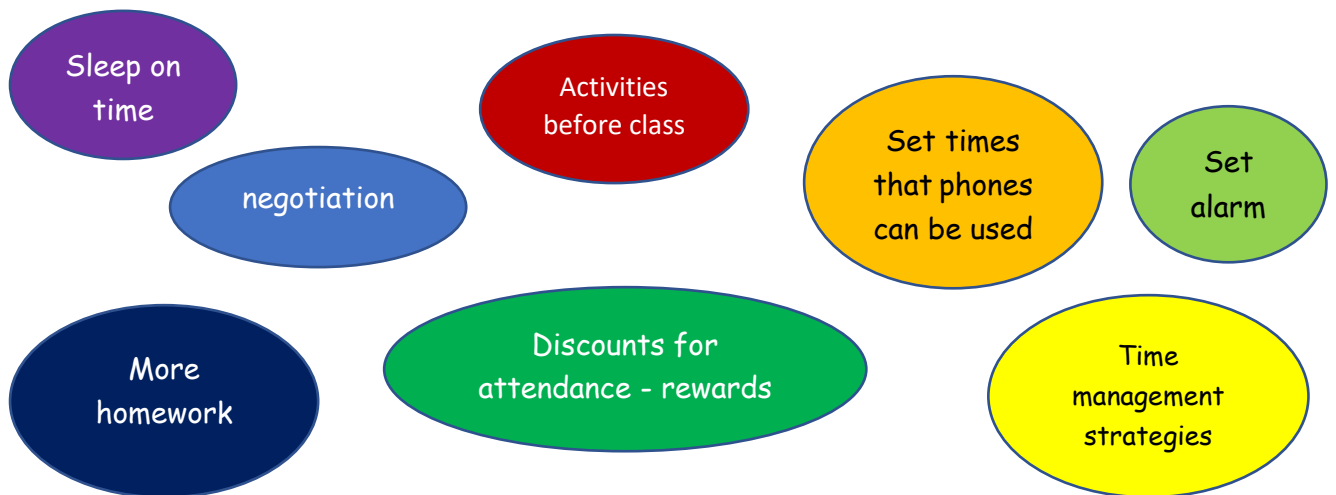 Sleep on
time
negotiation
Activities
before class
Set times
that phones
can be used
Set
alarm
More
homework
Discounts for
attendance - rewards
Time
management
strategies